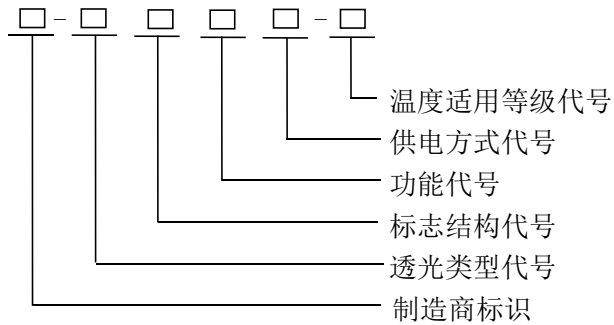 □-□ □ □ □-□
温度适用等级代号
供电方式代号
功能代号
标志结构代号
透光类型代号
制造商标识